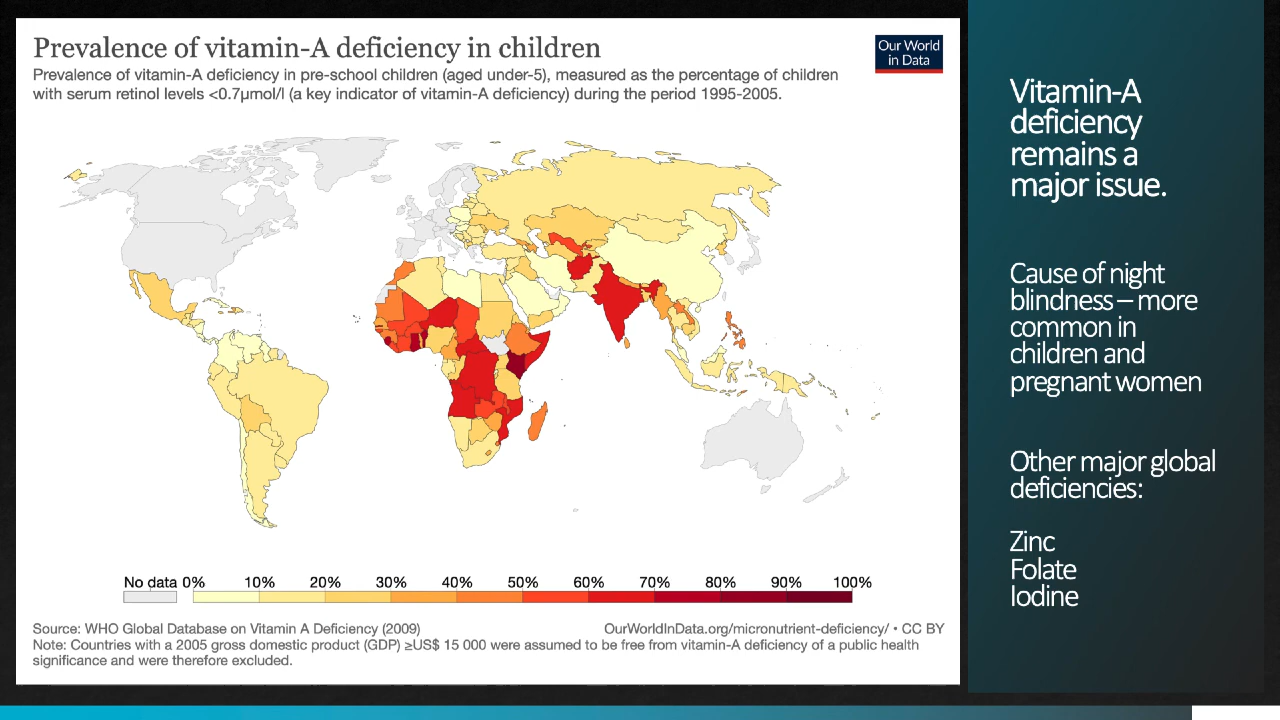 Prevalence of vitamin-A deficiency in children
Our World
in Data
Prevalence of vitamin-A deficiency in pre-school children (aged under-5), measured as the percentage of children
with serum retinol levels <0.7µmol/l (a key indicator of vitamin-A deficiency) during the period 1995-2005.
No data 0% 10% 20% 30% 40% 50% 60% 70% 80% 90% 100%
Source: WHO Global Database on Vitamin A Deficiency (2009)
OurWorldInData.org/micronutrient-deficiency/ • CC BY
Note: Countries with a 2005 gross domestic product (GDP) ≥US$ 15 000 were assumed to be free from vitamin-A deficiency of a public health
significance and were therefore excluded.
Vitamin-A
deficiency
remains a
major issue.
Cause of night
blindness – more
common in
children and
pregnant women
Other major global
deficiencies:
Zinc
Folate
Iodine